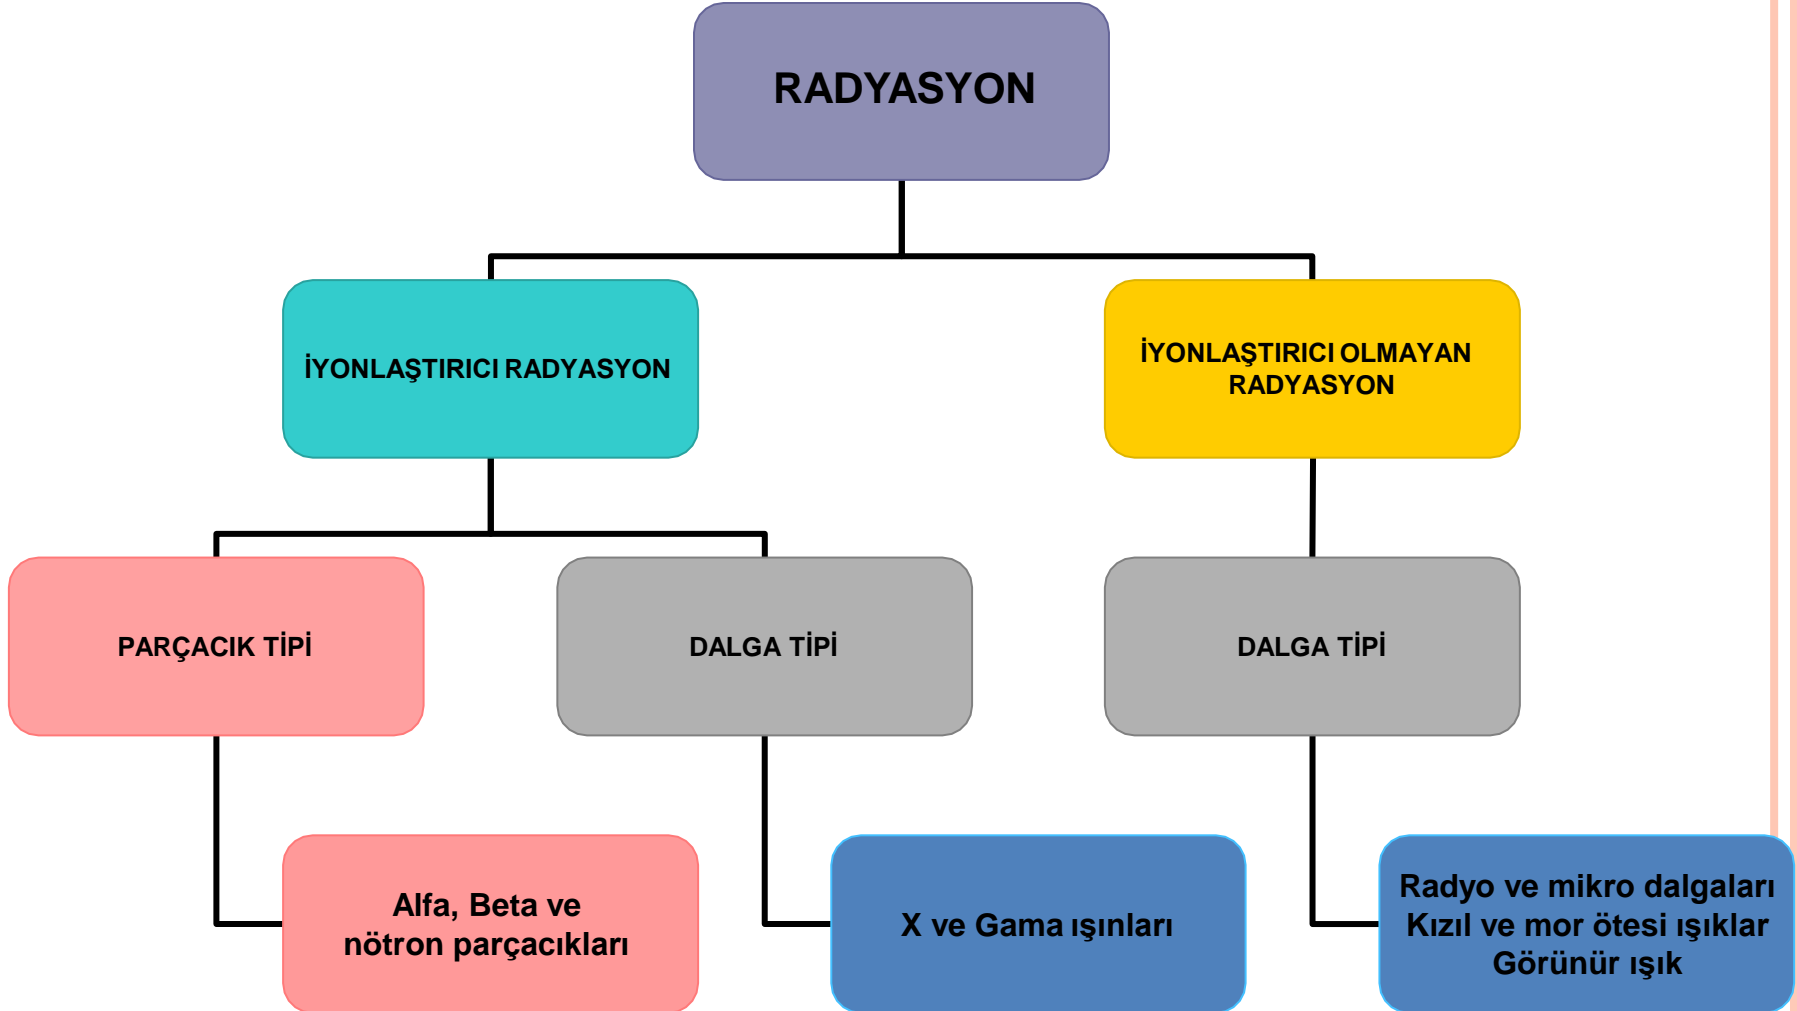 RADYASYON
İYONLAŞTIRICI RADYASYON
İYONLAŞTIRICI OLMAYAN
RADYASYON
PARÇACIK TİPİ
DALGA TİPİ
DALGA TİPİ
Alfa, Beta ve
nötron parçacıkları
X ve Gama ışınları
Radyo ve mikro dalgaları
Kızıl ve mor ötesi ışıklar
Görünür ışık